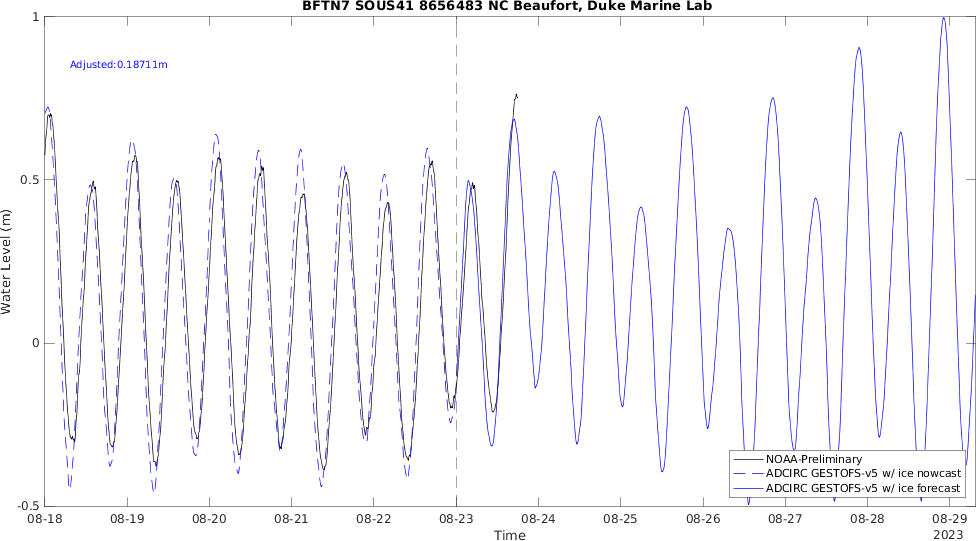 BFTN7 SOUS41 8656483 NC Beaufort, Duke Marine Lab
Adjusted:0.18711m
Water Level (m)
1
0.5
0
-0.5
08-18 08-19 08-20 08-21 08-22 08-23 08-24 08-25 08-26 08-27 08-28 08-29
Time
2023
NOAA-Preliminary
ADCIRC GESTOFS-v5 w/ ice nowcast
ADCIRC GESTOFS-v5 w/ ice forecast